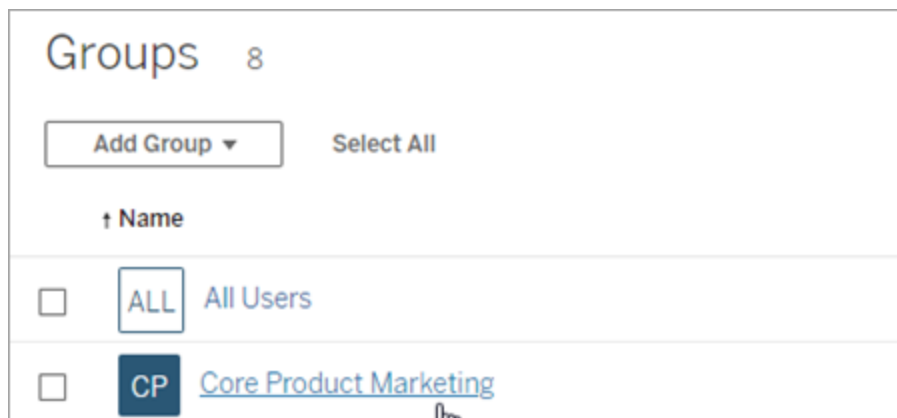 Groups 8
Add Group Select All
↑ Name
ALL All Users
CP Core Product Marketing